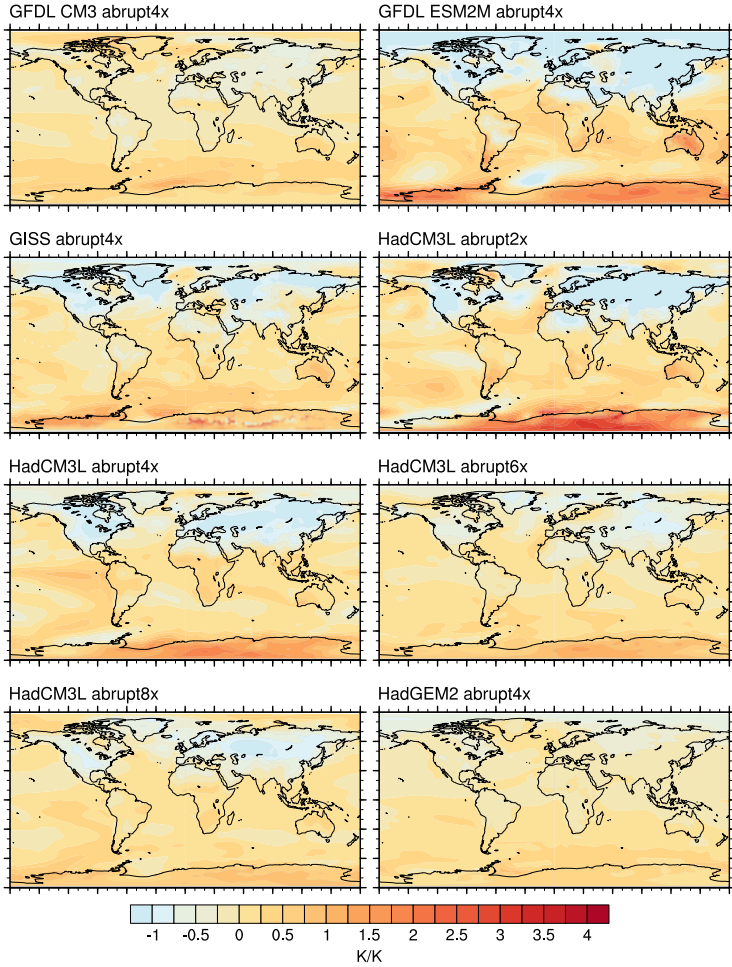 GFDL CM3 abrupt4x
GFDL ESM2M abrupt4x
GISS abrupt4x
HadCM3L abrupt2x
HadCM3L abrupt4x
HadCM3L abrupt6x
HadCM3L abrupt8x
HadGEM2 abrupt4x
-1 -0.5 0 0.5 1 1.5 2 2.5 3 3.5 4
K/K